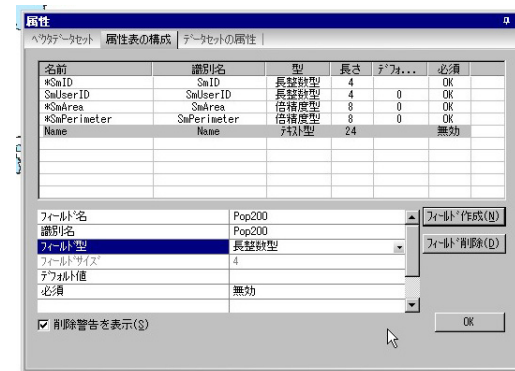 属性
ベクタデータセット 属性表の構成 データセットの属性
名前 識別名 型 長さ デフォ... 必須
*SmID SmID 長整数型 4 OK
SmUserID SmUserID 長整数型 4 0 OK
*SmArea SmArea 倍精度型 8 0 OK
*SmPerimeter SmPerimeter 倍精度型 8 0 OK
Name Name テキスト型 24 無効
フィールド名 Pop200
識別名 Pop200
フィールド型 長整数型
フィールドサイズ 4
デフォルト値
必須 無効
フィールド作成(N)
フィールド削除(D)
削除警告を表示(S)
OK